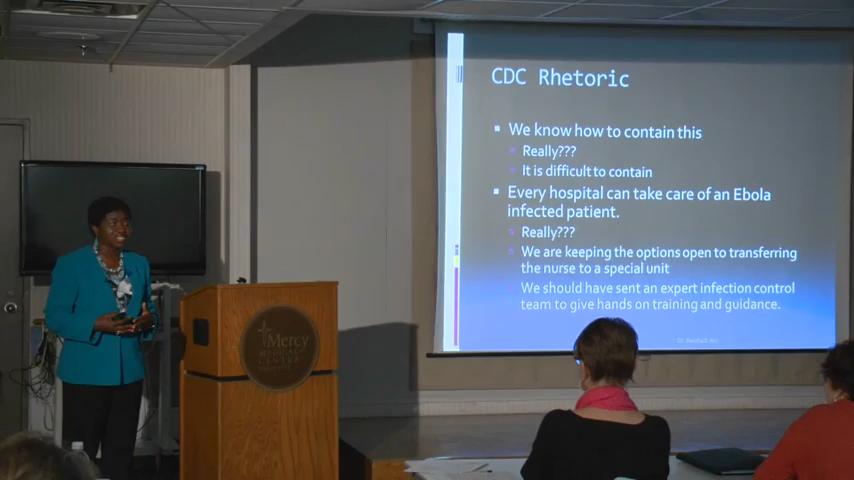 CDC Rhetoric
We know how to contain this
Really???
It is difficult to contain
Every hospital can take care of an Ebola
infected patient.
Really???
We are keeping the options open to transferring
the nurse to a special unit
We should have sent an expert infection control
team to give hands on training and guidance.
Mercy
MEDICAL
CENTER